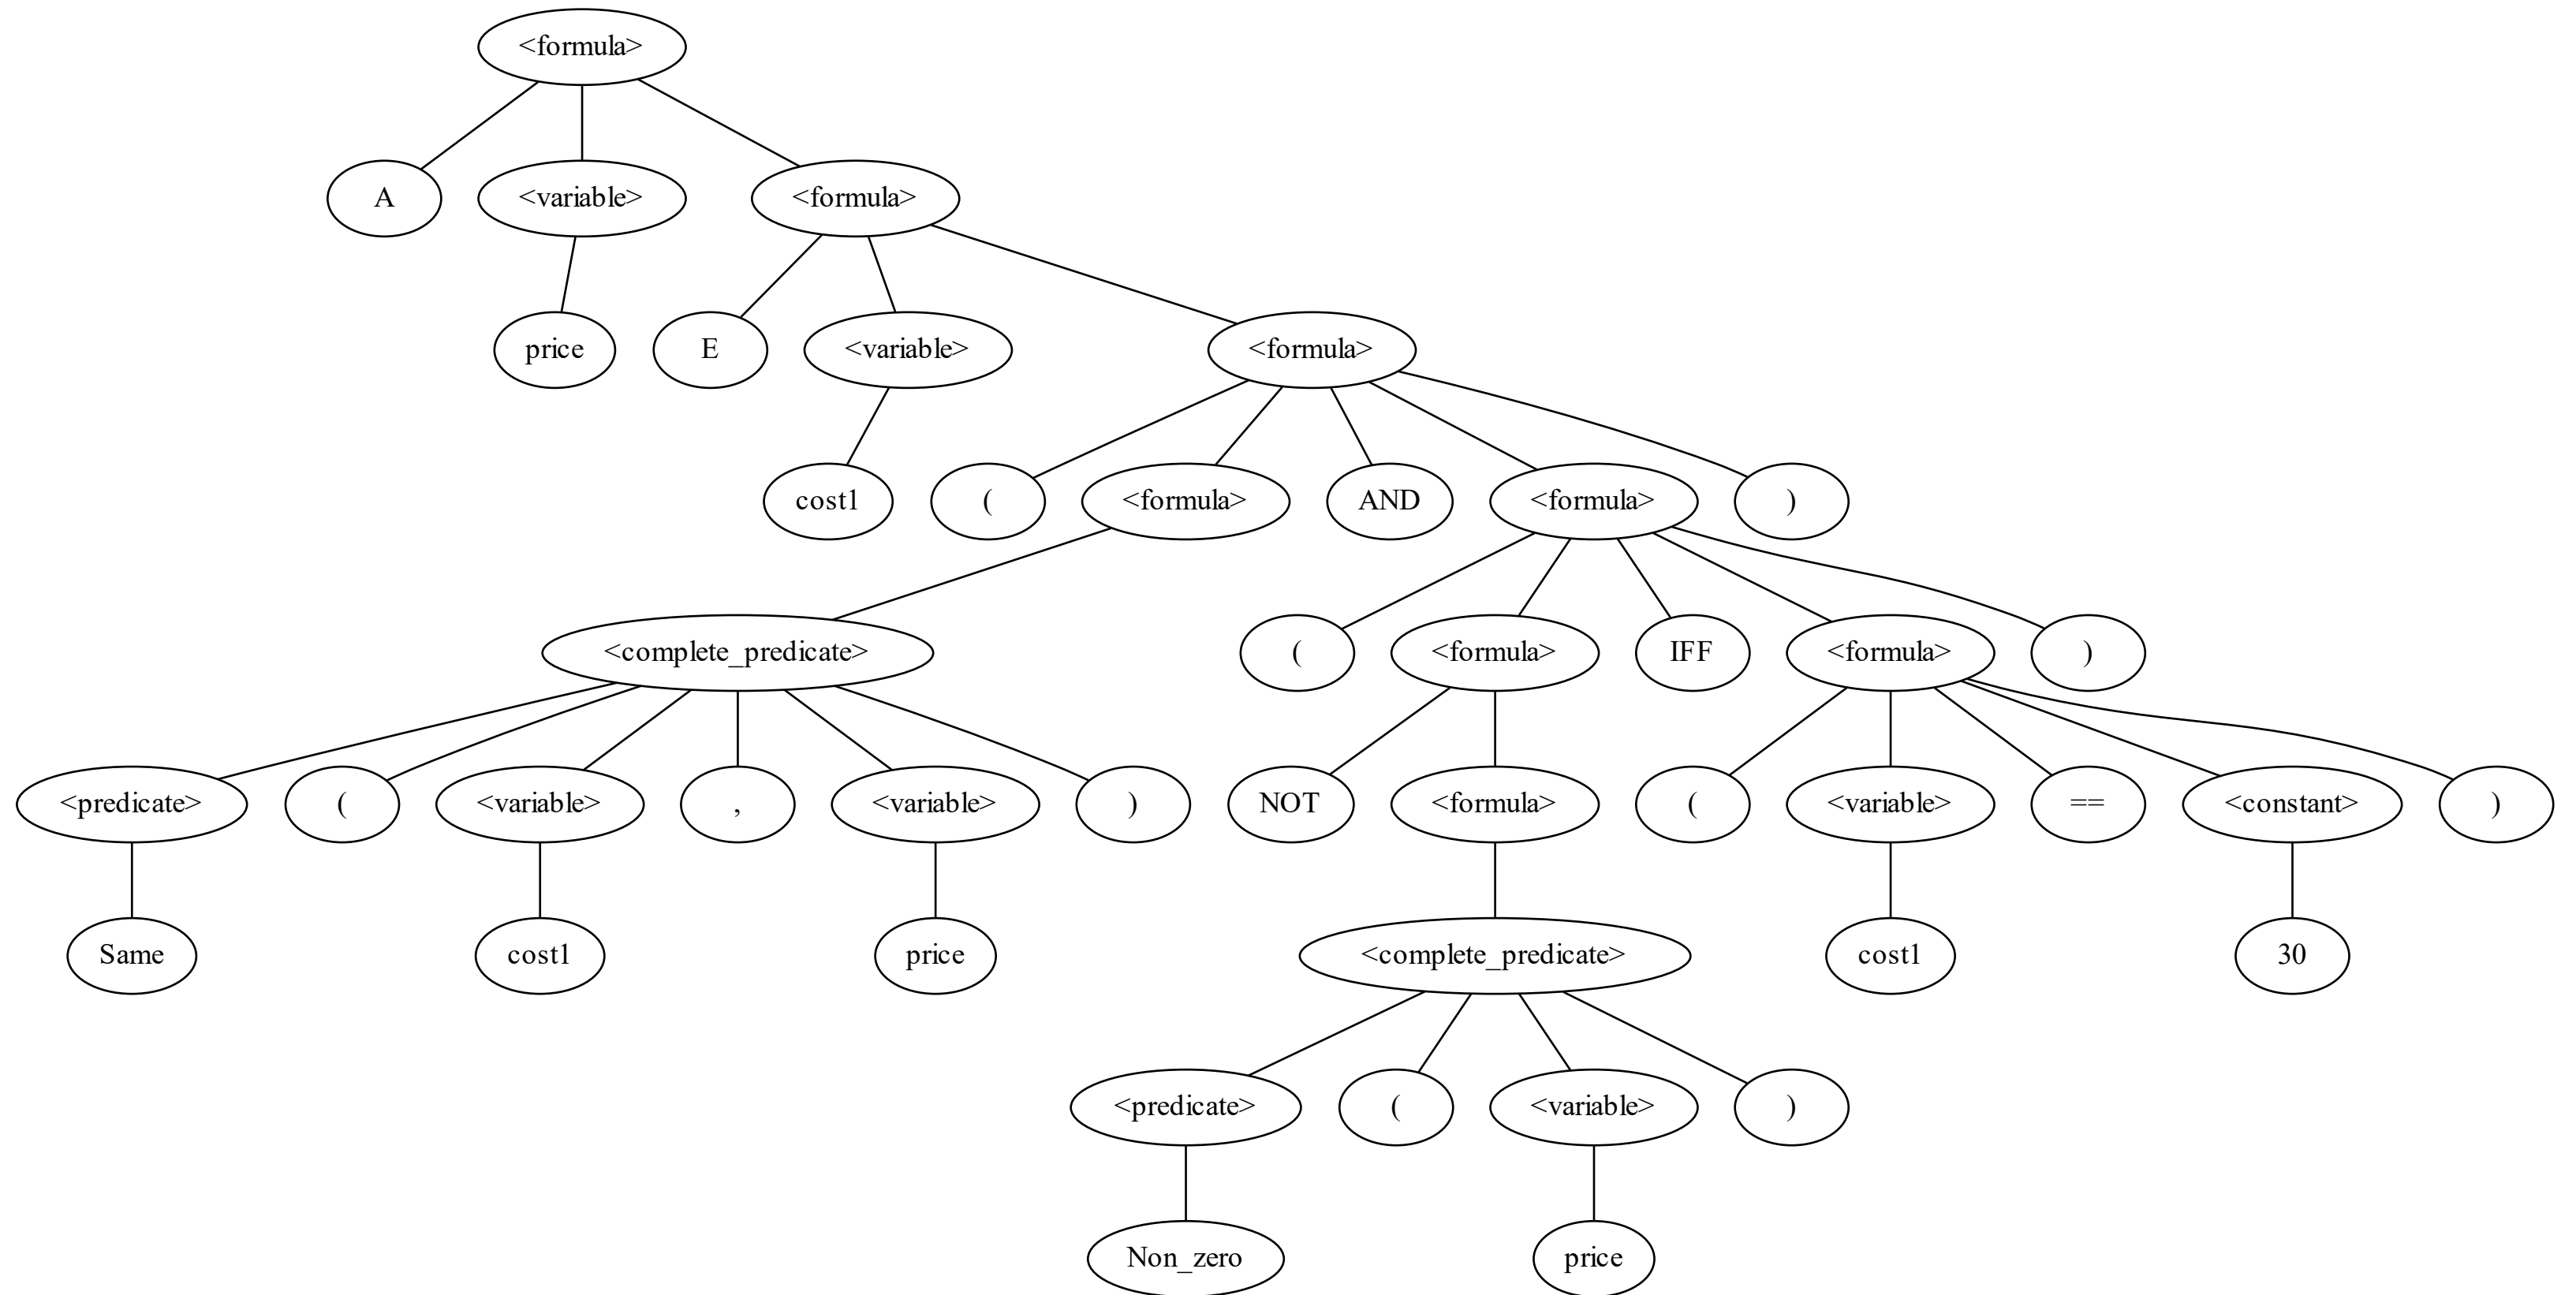 <formula>
A <variable> <formula>
price E <variable> <formula>
cost1 ( <formula> AND <formula> )
<complete_predicate> ( <formula> IFF <formula> )
<predicate> ( <variable> , <variable> ) NOT <formula> ( <variable> == <constant> )
Same cost1 price <complete_predicate> cost1 30
<predicate> ( <variable> )
Non_zero price